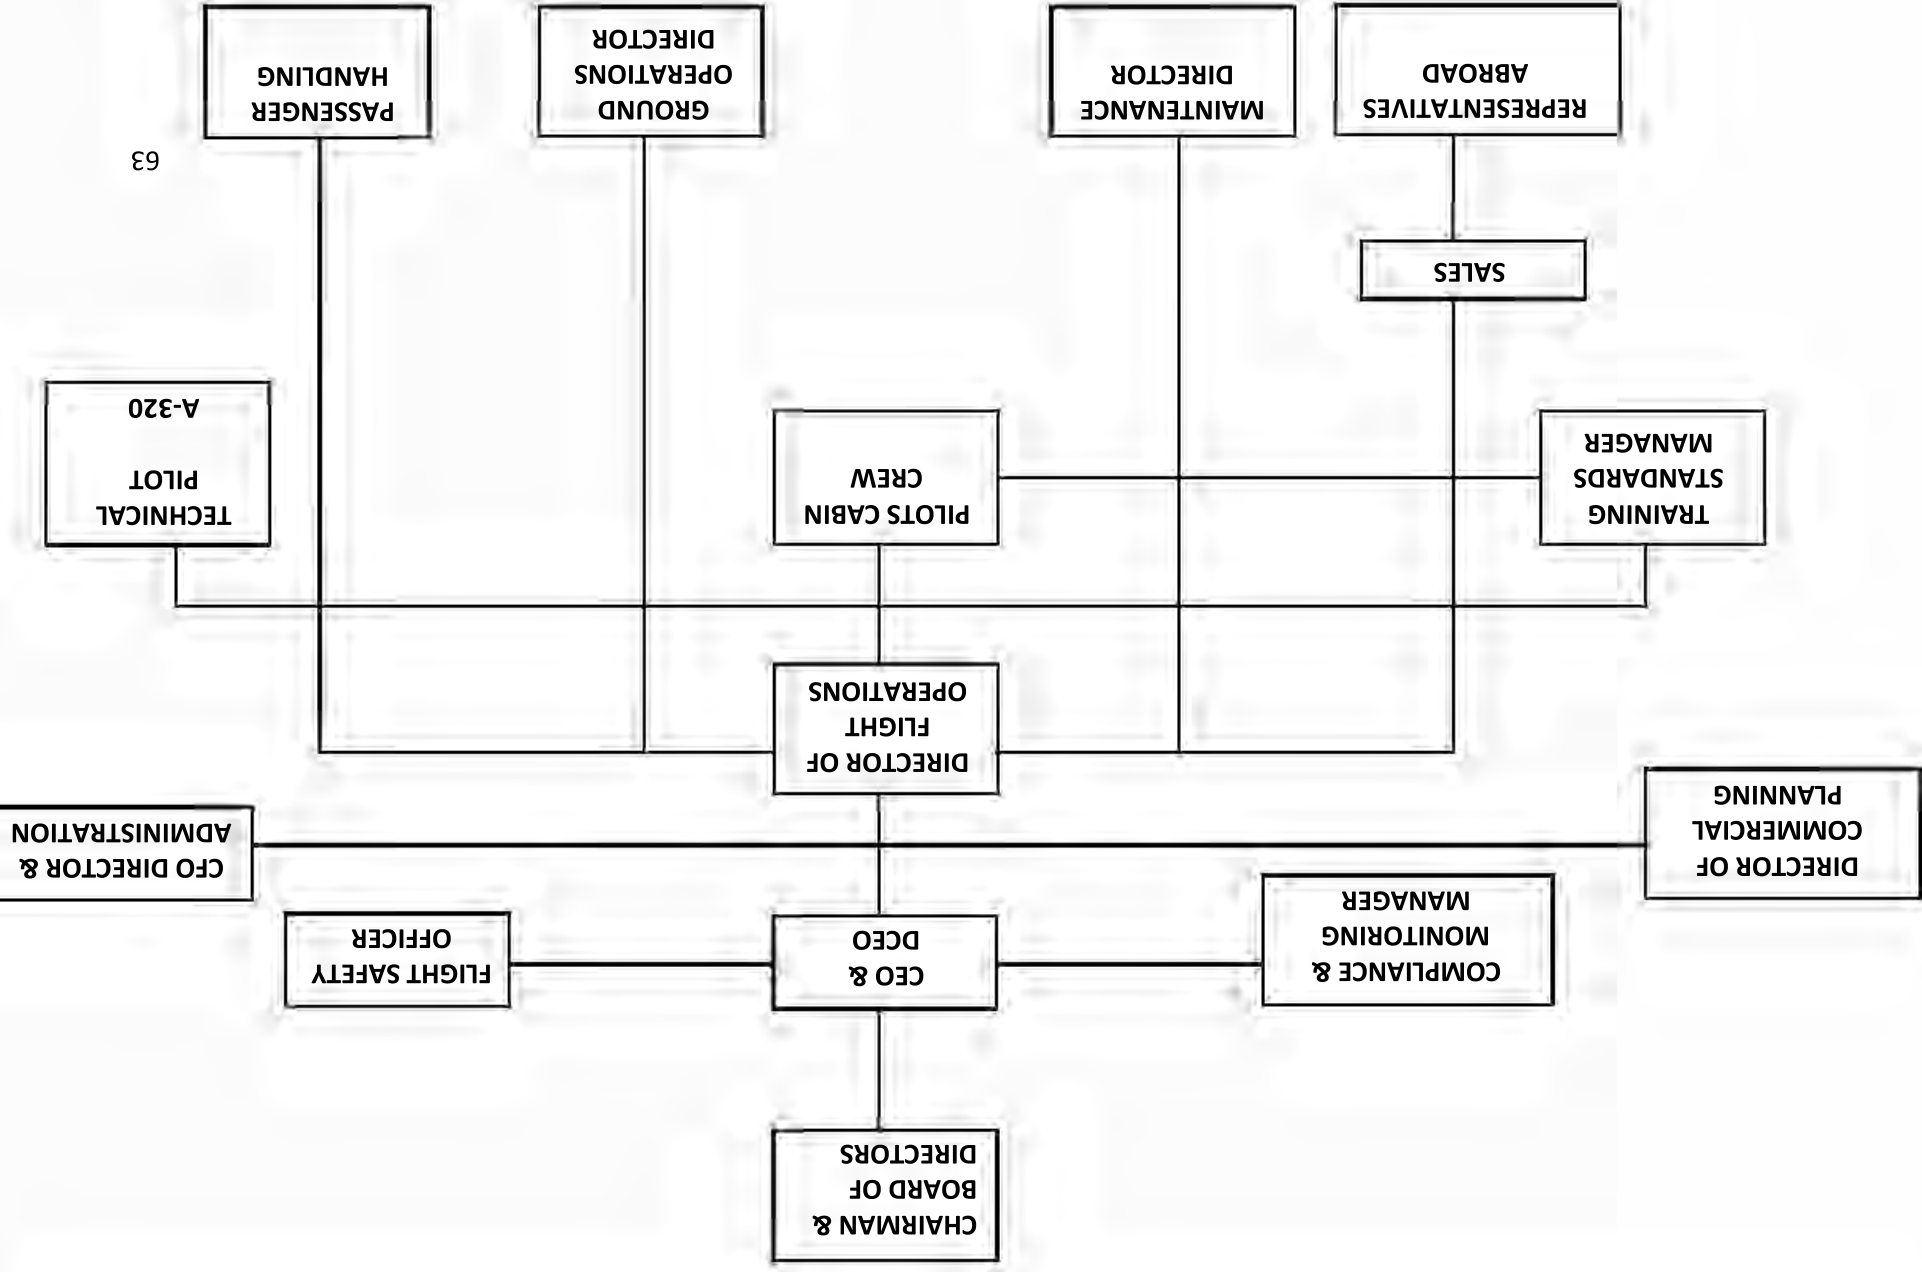 CHAIRMAN &
BOARD OF
DIRECTORS
COMPLIANCE &
MONITORING
MANAGER
CEO &
DCEO
FLIGHT SAFETY
OFFICER
DIRECTOR OF
COMMERCIAL
PLANNING
CFO DIRECTOR &
ADMINISTRATION
DIRECTOR OF
FLIGHT
OPERATIONS
TRAINING
STANDARDS
MANAGER
PILOTS CABIN
CREW
TECHNICAL
PILOT
A-320
SALES
REPRESENTATIVES
ABROAD
MAINTENANCE
DIRECTOR
GROUND
OPERATIONS
DIRECTOR
PASSENGER
HANDLING
63